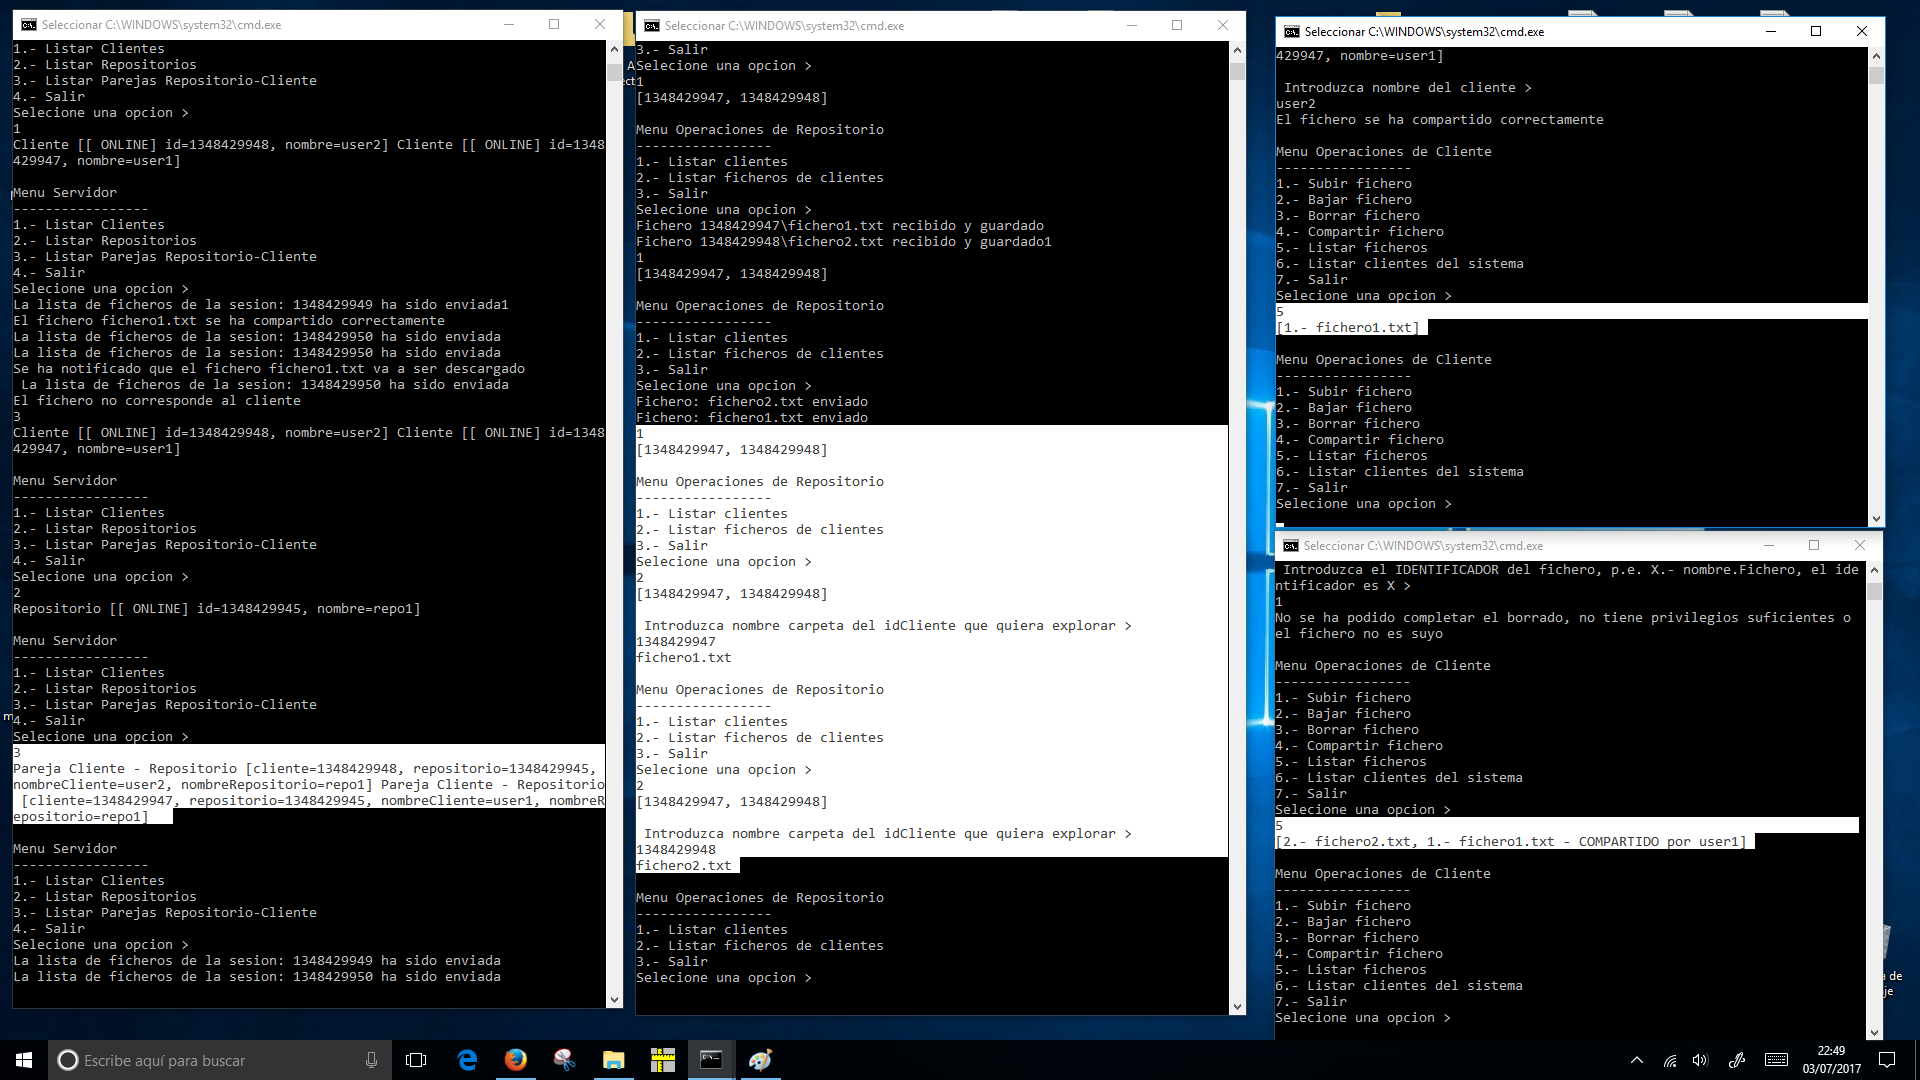 Seleccionar C:\WINDOWS\system32\cmd.exe
1.- Listar Clientes
2.- Listar Repositorios
3.- Listar Parejas Repositorio-Cliente
4.- Salir
Selecione una opcion >
1
Cliente [[ ONLINE] id=1348429948, nombre=user2] Cliente [[ ONLINE] id=1348
429947, nombre=user1]
Menu Servidor
-----------------
1.- Listar Clientes
2.- Listar Repositorios
3.- Listar Parejas Repositorio-Cliente
4.- Salir
Selecione una opcion >
La lista de ficheros de la sesion: 1348429949 ha sido enviada1
El fichero fichero1.txt se ha compartido correctamente
La lista de ficheros de la sesion: 1348429950 ha sido enviada
La lista de ficheros de la sesion: 1348429950 ha sido enviada
Se ha notificado que el fichero fichero1.txt va a ser descargado
La lista de ficheros de la sesion: 1348429950 ha sido enviada
El fichero no corresponde al cliente
3
Cliente [[ ONLINE] id=1348429948, nombre=user2] Cliente [[ ONLINE] id=1348
429947, nombre=user1]
Menu Servidor
-----------------
1.- Listar Clientes
2.- Listar Repositorios
3.- Listar Parejas Repositorio-Cliente
4.- Salir
Selecione una opcion >
2
Repositorio [[ ONLINE] id=1348429945, nombre=repo1]
Menu Servidor
-----------------
1.- Listar Clientes
2.- Listar Repositorios
3.- Listar Parejas Repositorio-Cliente
4.- Salir
Selecione una opcion >
3
Pareja Cliente - Repositorio [cliente=1348429948, repositorio=1348429945,
nombreCliente=user2, nombreRepositorio=repo1] Pareja Cliente - Repositorio
[cliente=1348429947, repositorio=1348429945, nombreCliente=user1, nombreR
epositorio=repo1]
Menu Servidor
-----------------
1.- Listar Clientes
2.- Listar Repositorios
3.- Listar Parejas Repositorio-Cliente
4.- Salir
Selecione una opcion >
La lista de ficheros de la sesion: 1348429949 ha sido enviada
La lista de ficheros de la sesion: 1348429950 ha sido enviada
Seleccionar C:\WINDOWS\system32\cmd.exe
3.- Salir
Selecione una opcion >
1
[1348429947, 1348429948]
Menu Operaciones de Repositorio
-----------------
1.- Listar clientes
2.- Listar ficheros de clientes
3.- Salir
Selecione una opcion >
Fichero 1348429947\fichero1.txt recibido y guardado
Fichero 1348429948\fichero2.txt recibido y guardado1
1
[1348429947, 1348429948]
Menu Operaciones de Repositorio
-----------------
1.- Listar clientes
2.- Listar ficheros de clientes
3.- Salir
Selecione una opcion >
Fichero: fichero2.txt enviado
Fichero: fichero1.txt enviado
1
[1348429947, 1348429948]
Menu Operaciones de Repositorio
-----------------
1.- Listar clientes
2.- Listar ficheros de clientes
3.- Salir
Selecione una opcion >
2
[1348429947, 1348429948]
Introduzca nombre carpeta del idCliente que quiera explorar >
1348429947
fichero1.txt
Menu Operaciones de Repositorio
-----------------
1.- Listar clientes
2.- Listar ficheros de clientes
3.- Salir
Selecione una opcion >
2
[1348429947, 1348429948]
Introduzca nombre carpeta del idCliente que quiera explorar >
1348429948
fichero2.txt
Menu Operaciones de Repositorio
-----------------
1.- Listar clientes
2.- Listar ficheros de clientes
3.- Salir
Selecione una opcion >
Seleccionar C:\WINDOWS\system32\cmd.exe
429947, nombre=user1]
Introduzca nombre del cliente >
user2
El fichero se ha compartido correctamente
Menu Operaciones de Cliente
-----------------
1.- Subir fichero
2.- Bajar fichero
3.- Borrar fichero
4.- Compartir fichero
5.- Listar ficheros
6.- Listar clientes del sistema
7.- Salir
Selecione una opcion >
5
[1.- fichero1.txt]
Menu Operaciones de Cliente
-----------------
1.- Subir fichero
2.- Bajar fichero
3.- Borrar fichero
4.- Compartir fichero
5.- Listar ficheros
6.- Listar clientes del sistema
7.- Salir
Selecione una opcion >
Seleccionar C:\WINDOWS\system32\cmd.exe
Introduzca el IDENTIFICADOR del fichero, p.e. X.- nombre.Fichero, el ide
ntificador es X >
1
No se ha podido completar el borrado, no tiene privilegios suficientes o
el fichero no es suyo
Menu Operaciones de Cliente
-----------------
1.- Subir fichero
2.- Bajar fichero
3.- Borrar fichero
4.- Compartir fichero
5.- Listar ficheros
6.- Listar clientes del sistema
7.- Salir
Selecione una opcion >
5
[2.- fichero2.txt, 1.- fichero1.txt - COMPARTIDO por user1]
Menu Operaciones de Cliente
-----------------
1.- Subir fichero
2.- Bajar fichero
3.- Borrar fichero
4.- Compartir fichero
5.- Listar ficheros
6.- Listar clientes del sistema
7.- Salir
Selecione una opcion >
Escribe aquí para buscar
22:49
03/07/2017